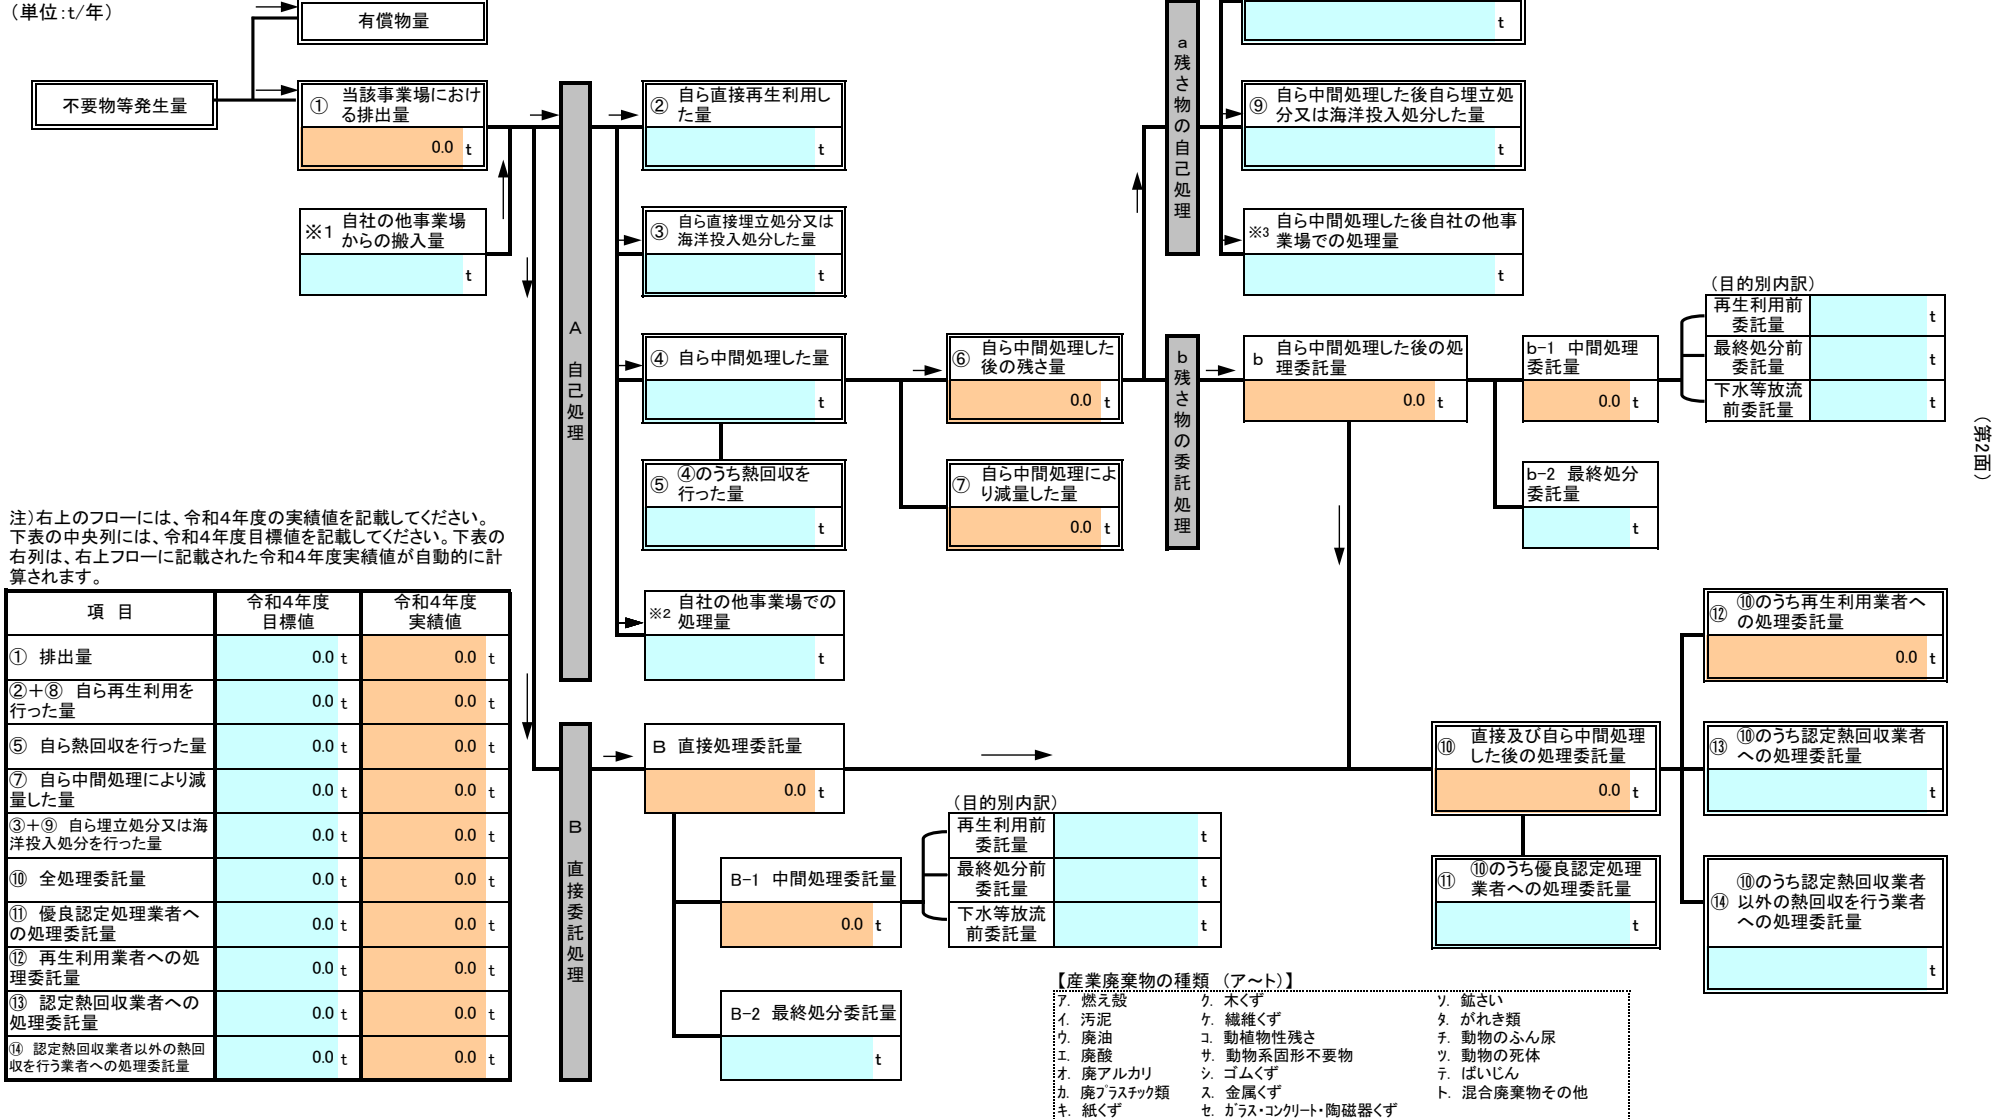 （単位：t/年）
有償物量
不要物等発生量
① 当該事業場におけ
る排出量
0.0 t
※1 自社の他事業場
からの搬入量
t
A 自己処理
② 自ら直接再生利用し
た量
t
③ 自ら直接埋立処分又は
海洋投入処分した量
t
④ 自ら中間処理した量
t
⑤ ④のうち熱回収を
行った量
t
※2 自社の他事業場での
処理量
t
⑥ 自ら中間処理した
後の残さ量
0.0 t
⑦ 自ら中間処理によ
り減量した量
0.0 t
a 残さ物の自己処理
t
⑨ 自ら中間処理した後自ら埋立処
分又は海洋投入処分した量
t
※3 自ら中間処理した後自社の他事
業場での処理量
t
b 残さ物の委託処理
b 自ら中間処理した後の処
理委託量
0.0 t
b-1 中間処理
委託量
0.0 t
b-2 最終処分
委託量
t
（目的別内訳）
再生利用前
委託量
t
最終処分前
委託量
t
下水等放流
前委託量
t
（第2面）
注）右上のフローには、令和4年度の実績値を記載してください。
下表の中央列には、令和4年度目標値を記載してください。下表の
右列は、右上フローに記載された令和4年度実績値が自動的に計
算されます。
項 目 令和4年度 令和4年度
目標値 実績値
① 排出量 0.0 t 0.0 t
②＋⑧ 自ら再生利用を
行った量 0.0 t 0.0 t
⑤ 自ら熱回収を行った量 0.0 t 0.0 t
⑦ 自ら中間処理により減
量した量 0.0 t 0.0 t
③＋⑨ 自ら埋立処分又は海
洋投入処分を行った量 0.0 t 0.0 t
⑩ 全処理委託量 0.0 t 0.0 t
⑪ 優良認定処理業者へ
の処理委託量 0.0 t 0.0 t
⑫ 再生利用業者への処
理委託量 0.0 t 0.0 t
⑬ 認定熱回収業者への
処理委託量 0.0 t 0.0 t
⑭ 認定熱回収業者以外の熱回
収を行う業者への処理委託量 0.0 t 0.0 t
B 直接委託処理
B 直接処理委託量
0.0 t
B-1 中間処理委託量
0.0 t
B-2 最終処分委託量
t
（目的別内訳）
再生利用前
委託量
t
最終処分前
委託量
t
下水等放流
前委託量
t
⑩ 直接及び自ら中間処理
した後の処理委託量
0.0 t
⑪ ⑩のうち優良認定処理
業者への処理委託量
t
⑫ ⑩のうち再生利用業者へ
の処理委託量
0.0 t
⑬ ⑩のうち認定熱回収業者
への処理委託量
t
⑭ ⑩のうち認定熱回収業者
以外の熱回収を行う業者
への処理委託量
t
【産業廃棄物の種類 （ア～ト）】
ア. 燃え殻 ク. 木くず ソ. 鉱さい
イ. 汚泥 ケ. 繊維くず タ. がれき類
ウ. 廃油 コ. 動植物性残さ チ. 動物のふん尿
エ. 廃酸 サ. 動物系固形不要物 ツ. 動物の死体
オ. 廃アルカリ シ. ゴムくず テ. ばいじん
カ. 廃プラスチック類 ス. 金属くず ト. 混合廃棄物その他
キ. 紙くず セ. ガラス・コンクリート・陶磁器くず